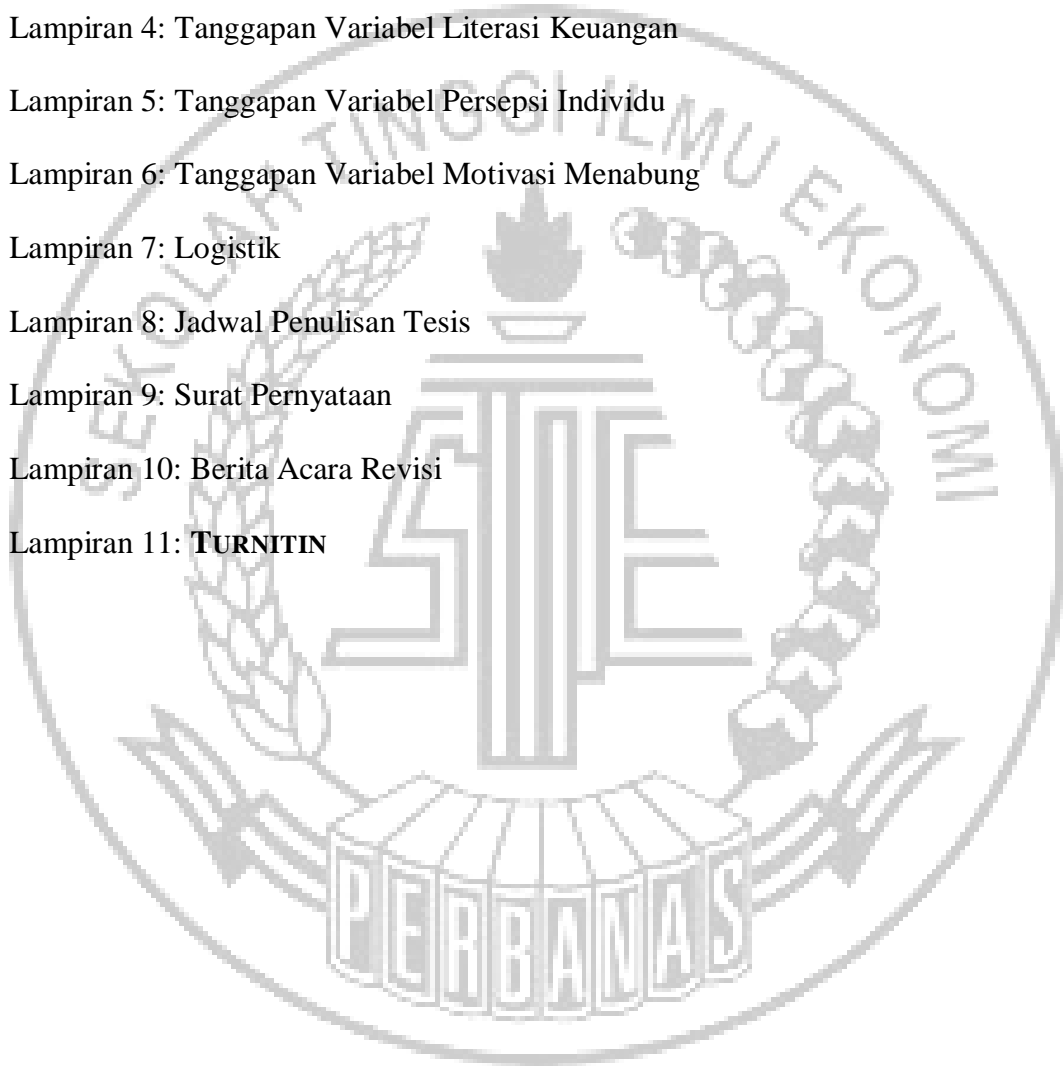 Lampiran 4: Tanggapan Variabel Literasi Keuangan
Lampiran 5: Tanggapan Variabel Persepsi Individu
Lampiran 6: Tanggapan Variabel Motivasi Menabung
Lampiran 7: Logistik
Lampiran 8: Jadwal Penulisan Tesis
Lampiran 9: Surat Pernyataan
Lampiran 10: Berita Acara Revisi
Lampiran 11: TURNITIN
SEKOLAH TINGGI ILMU EKONOMI
STIE
PERBANAS